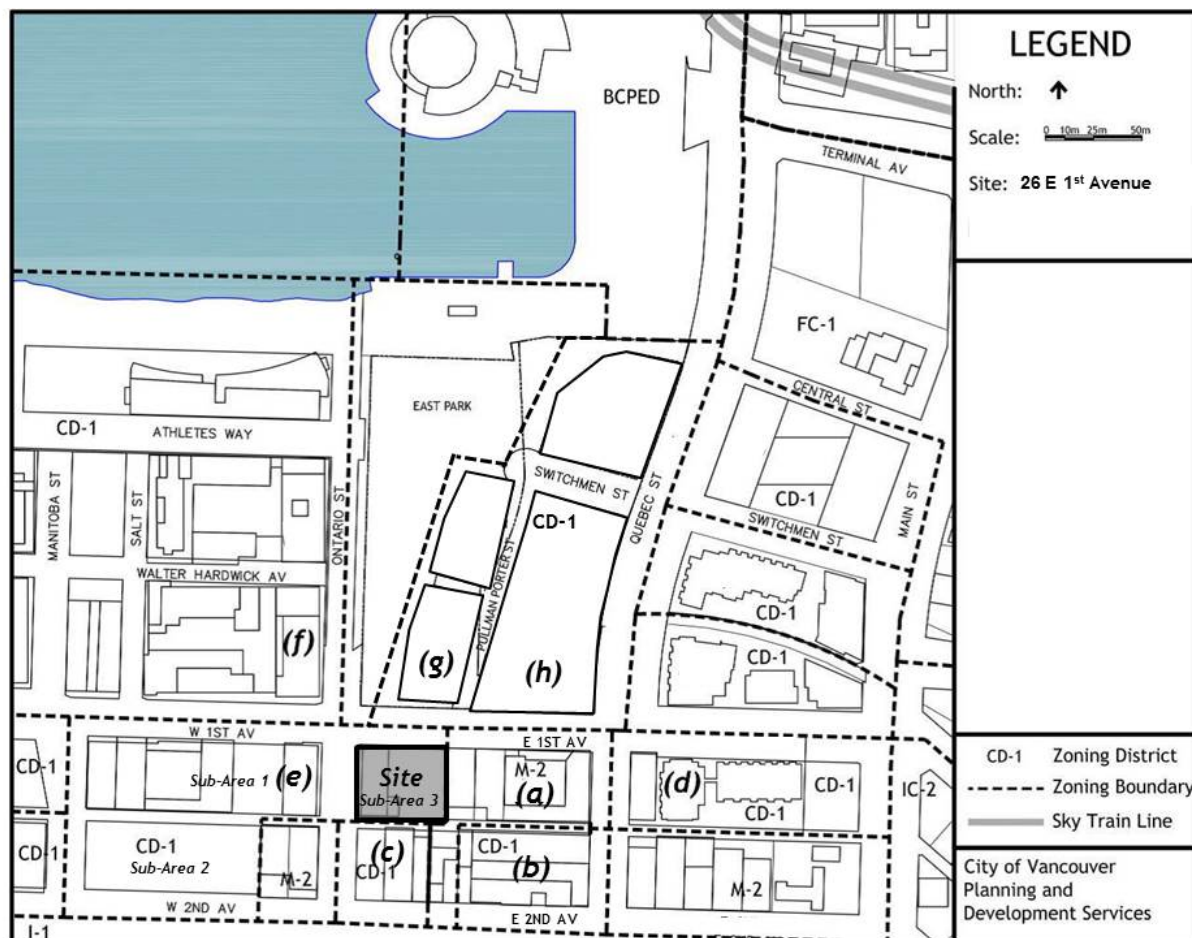 LEGEND
North:
Scale: 0 10m 25m 50m
Site: 26 E 1st Avenue
CD-1 Zoning District
Zoning Boundary
Sky Train Line
City of Vancouver
Planning and
Development Services
BCPED
TERMINAL AV
FC-1
CENTRAL ST
EAST PARK
CD-1
ATHLETES WAY
SWITCHMEN ST
QUEBEC ST
MAIN ST
CD-1
CD-1
SWITCHMEN ST
MANITOBA ST
SALT ST
ONTARIO ST
PULLMAN PORTER ST
WALTER HARDWICK AV
CD-1
(f)
(g)
(h)
CD-1
W 1ST AV
E 1ST AV
CD-1
Sub-Area 1
(e)
Site
Sub-Area 3
M-2
(a)
(d)
CD-1
CD-1
IC-2
CD-1
CD-1
Sub-Area 2
M-2
(c)
CD-1
CD-1
(b)
M-2
W 2ND AV
E 2ND AV